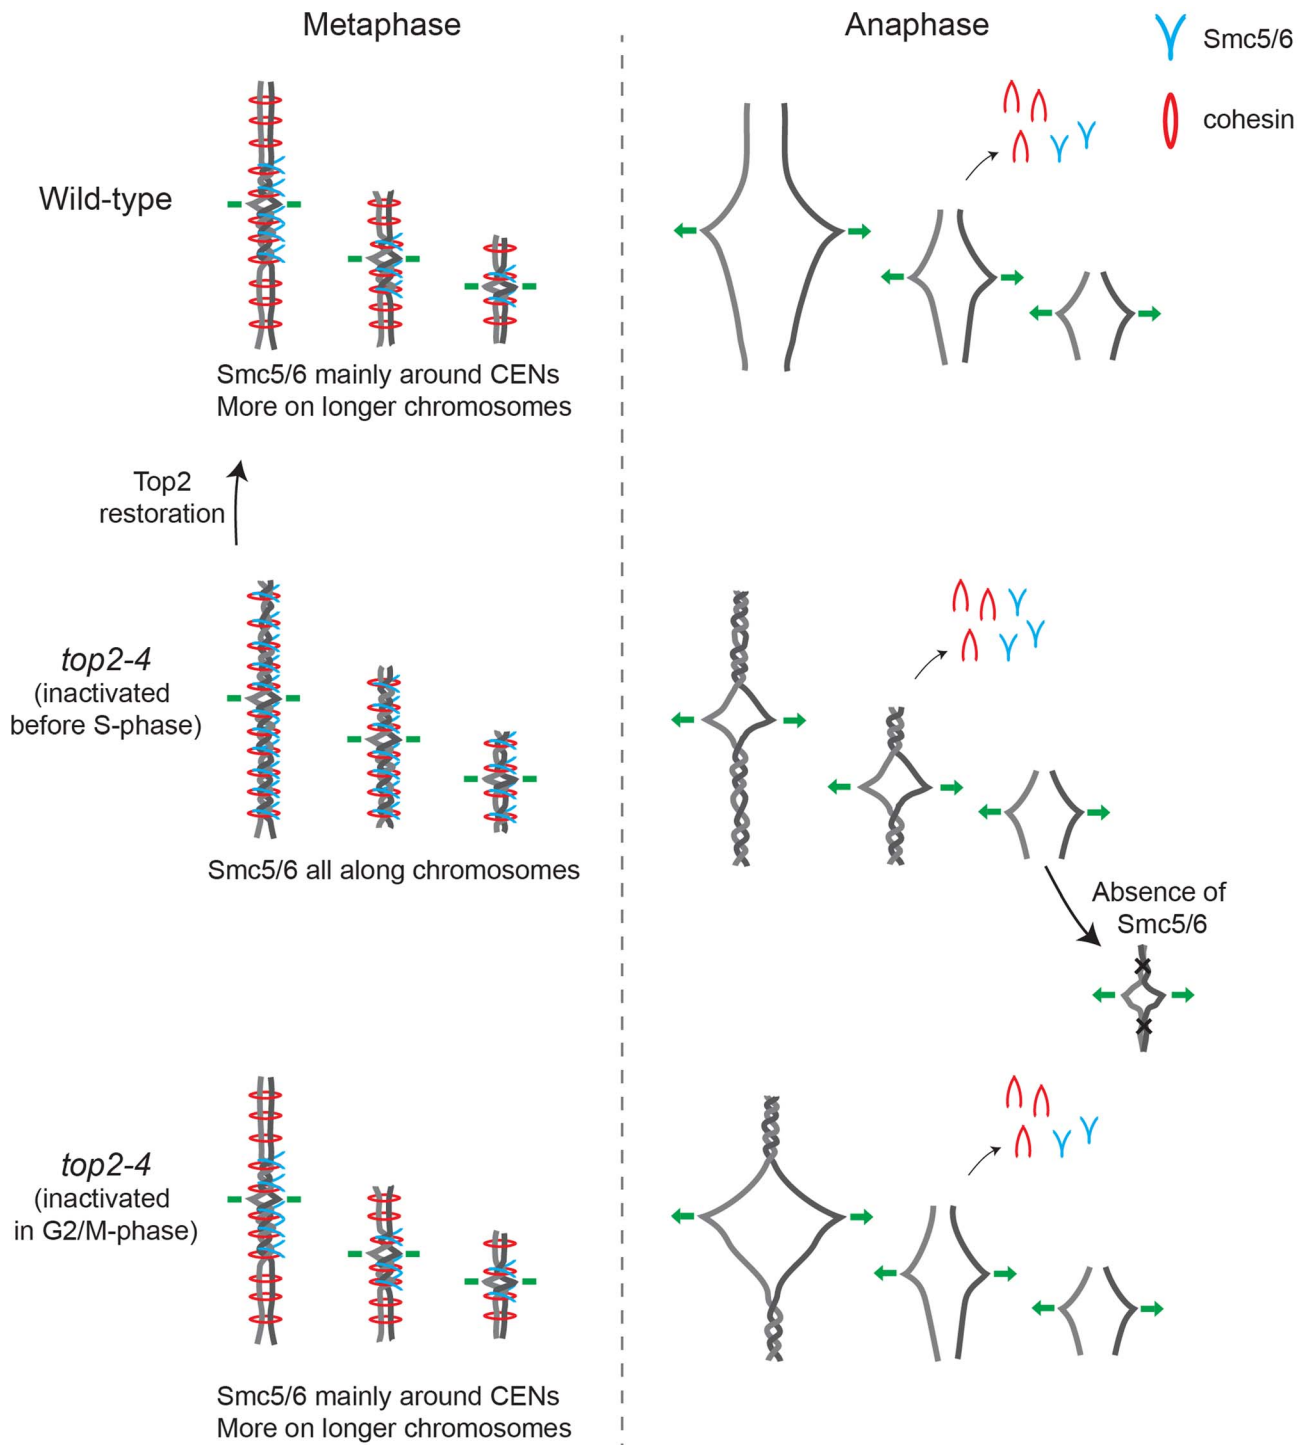 Metaphase
Anaphase
Smc5/6
cohesin
Wild-type
Smc5/6 mainly around CENs
More on longer chromosomes
Top2
restoration
top2-4
(inactivated
before S-phase)
Smc5/6 all along chromosomes
Absence of
Smc5/6
top2-4
(inactivated
in G2/M-phase)
Smc5/6 mainly around CENs
More on longer chromosomes